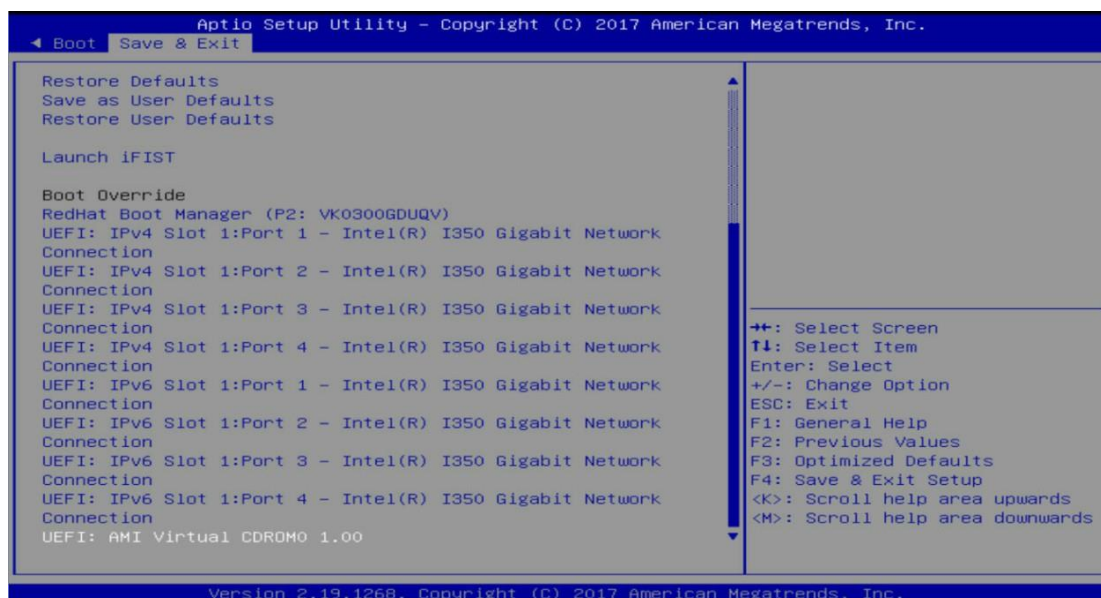 Aptio Setup Utility – Copyright (C) 2017 American Megatrends, Inc.
◄ Boot Save & Exit
Restore Defaults
Save as User Defaults
Restore User Defaults
Launch iFIST
Boot Override
RedHat Boot Manager (P2: VK0300GDUQV)
UEFI: IPv4 Slot 1:Port 1 – Intel(R) I350 Gigabit Network
Connection
UEFI: IPv4 Slot 1:Port 2 – Intel(R) I350 Gigabit Network
Connection
UEFI: IPv4 Slot 1:Port 3 – Intel(R) I350 Gigabit Network
Connection
UEFI: IPv4 Slot 1:Port 4 – Intel(R) I350 Gigabit Network
Connection
UEFI: IPv6 Slot 1:Port 1 – Intel(R) I350 Gigabit Network
Connection
UEFI: IPv6 Slot 1:Port 2 – Intel(R) I350 Gigabit Network
Connection
UEFI: IPv6 Slot 1:Port 3 – Intel(R) I350 Gigabit Network
Connection
UEFI: IPv6 Slot 1:Port 4 – Intel(R) I350 Gigabit Network
Connection
UEFI: AMI Virtual CDROM0 1.00
→←: Select Screen
↑↓: Select Item
Enter: Select
+/-: Change Option
ESC: Exit
F1: General Help
F2: Previous Values
F3: Optimized Defaults
F4: Save & Exit Setup
<K>: Scroll help area upwards
<M>: Scroll help area downwards
Version 2.19.1268. Copyright (C) 2017 American Megatrends, Inc.